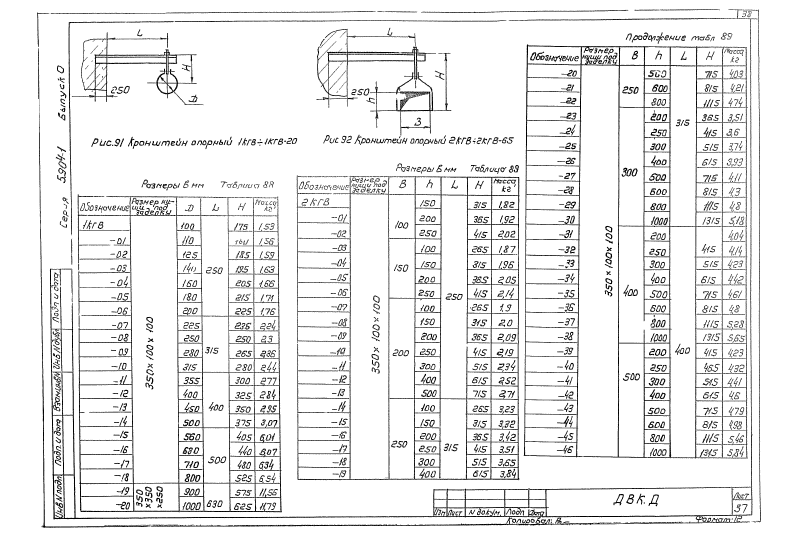 38
Серия 5.904-1 Выпуск 0
L
H
250
D
L
H
250
h
В
Рис.91 Кронштейн опорный 1КГВ÷1КГВ-20
Рис.92 Кронштейн опорный 2КГВ÷2КГВ-65
Размеры в мм Таблица 88
Обозначение Размер ниши под заделку D L H Масса кг
1КГВ 350×100×100 100 250 175 1,53
-01 110 1,56
-02 125 185 1,59
-03 140 195 1,63
-04 160 205 1,66
-05 180 215 1,71
-06 200 225 1,76
-07 225 315 236 2,24
-08 250 250 2,3
-09 280 265 2,36
-10 315 280 2,44
-11 355 400 300 2,77
-12 400 325 2,84
-13 450 350 2,95
-14 500 375 3,07
-15 560 500 405 6,01
-16 630 440 6,07
-17 710 480 6,34
-18 800 525 6,54
-19 350×350×250 900 630 575 11,56
-20 1000 625 11,79
Размеры в мм Таблица 89
Обозначение Размер ниши под заделку В h L H Масса кг
2КГВ 350×100×100 100 150 250 315 1,82
-01 200 365 1,92
-02 250 415 2,02
-03 150 100 265 1,87
-04 150 315 1,96
-05 200 365 2,05
-06 250 415 2,14
-07 200 100 265 1,9
-08 150 315 2,0
-09 200 365 2,09
-10 250 415 2,19
-11 300 515 2,34
-12 400 615 2,52
-13 500 715 2,71
-14 250 100 315 265 3,23
-15 150 315 3,32
-16 200 365 3,42
-17 250 415 3,51
-18 300 515 3,65
-19 400 615 3,84
Продолжение табл 89
Обозначение Размер ниши под заделку В h L H Масса кг
-20 350×100×100 250 500 315 715 4,03
-21 600 815 4,21
-22 800 1115 4,74
-23 300 200 365 3,51
-24 250 415 3,6
-25 300 515 3,74
-26 400 615 3,93
-27 500 715 4,11
-28 600 815 4,3
-29 800 1115 4,8
-30 1000 1315 5,18
-31 400 200 400 415 4,04
-32 250 4,14
-33 300 515 4,23
-34 400 615 4,42
-35 500 715 4,61
-36 600 815 4,8
-37 800 1115 5,28
-38 1000 1315 5,65
-39 500 200 415 4,23
-40 250 465 4,32
-41 300 515 4,41
-42 400 615 4,6
-43 500 715 4,79
-44 600 815 4,98
-45 800 1115 5,46
-46 1000 1315 5,84
Инв N подл Подп. и дата Взам.инв N Инв N дубл Подп и дата
Изм Лист N докум. Подп Дата
ДВК.Д
Лист
37
Копировал:
Формат 12